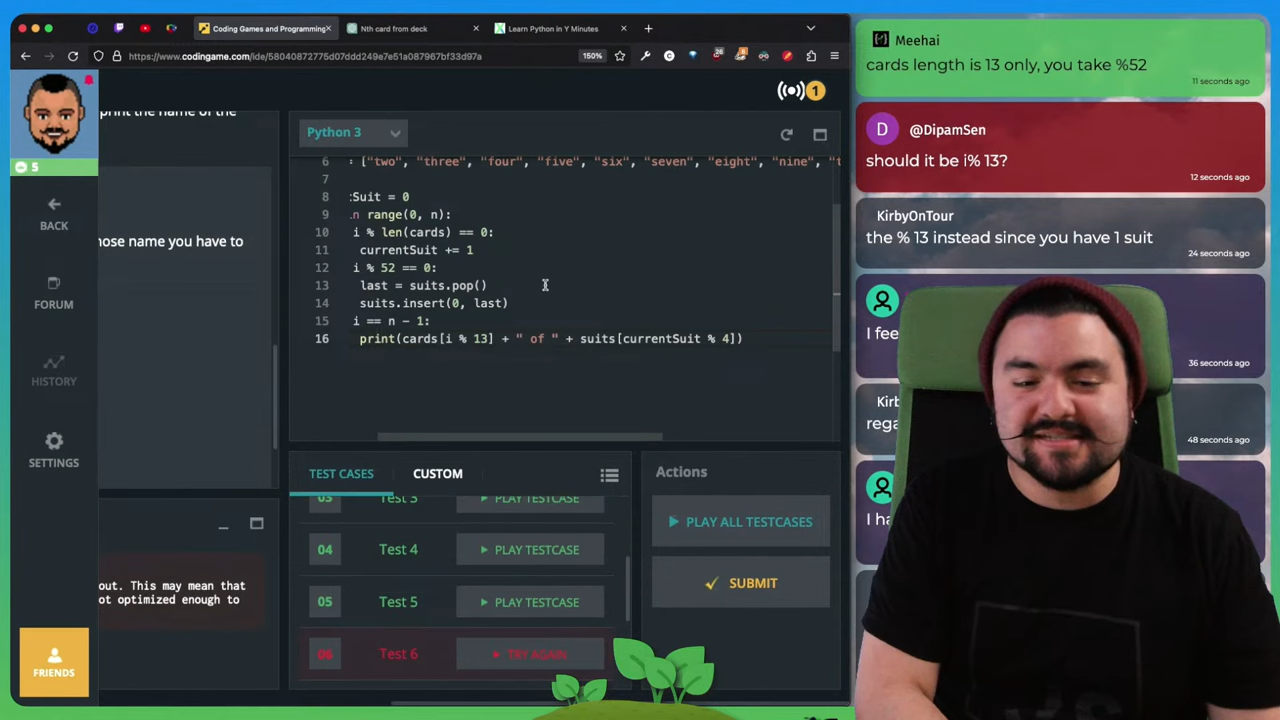 Coding Games and Programming
Nth card from deck
Learn Python in Y Minutes
https://www.codingame.com/ide/58040872775d07ddd249e7e51a087967bf33d97a
150%
1
5
BACK
FORUM
HISTORY
SETTINGS
FRIENDS
print the name of the
hose name you have to
out. This may mean that
ot optimized enough to
Python 3
6 : ["two", "three", "four", "five", "six", "seven", "eight", "nine", "t
7
8 :Suit = 0
9 .n range(0, n):
10 i % len(cards) == 0:
11 currentSuit += 1
12 i % 52 == 0:
13 last = suits.pop()
14 suits.insert(0, last)
15 i == n - 1:
16 print(cards[i % 13] + " of " + suits[currentSuit % 4])
TEST CASES
CUSTOM
03 Test 3 PLAY TESTCASE
04 Test 4 PLAY TESTCASE
05 Test 5 PLAY TESTCASE
06 Test 6 TRY AGAIN
Actions
PLAY ALL TESTCASES
SUBMIT
Meehai
cards length is 13 only, you take %52
11 seconds ago
D @DipamSen
should it be i% 13?
12 seconds ago
KirbyOnTour
the % 13 instead since you have 1 suit
24 seconds ago
I fee
36 seconds ago
Kirb
rega
48 seconds ago
I ha